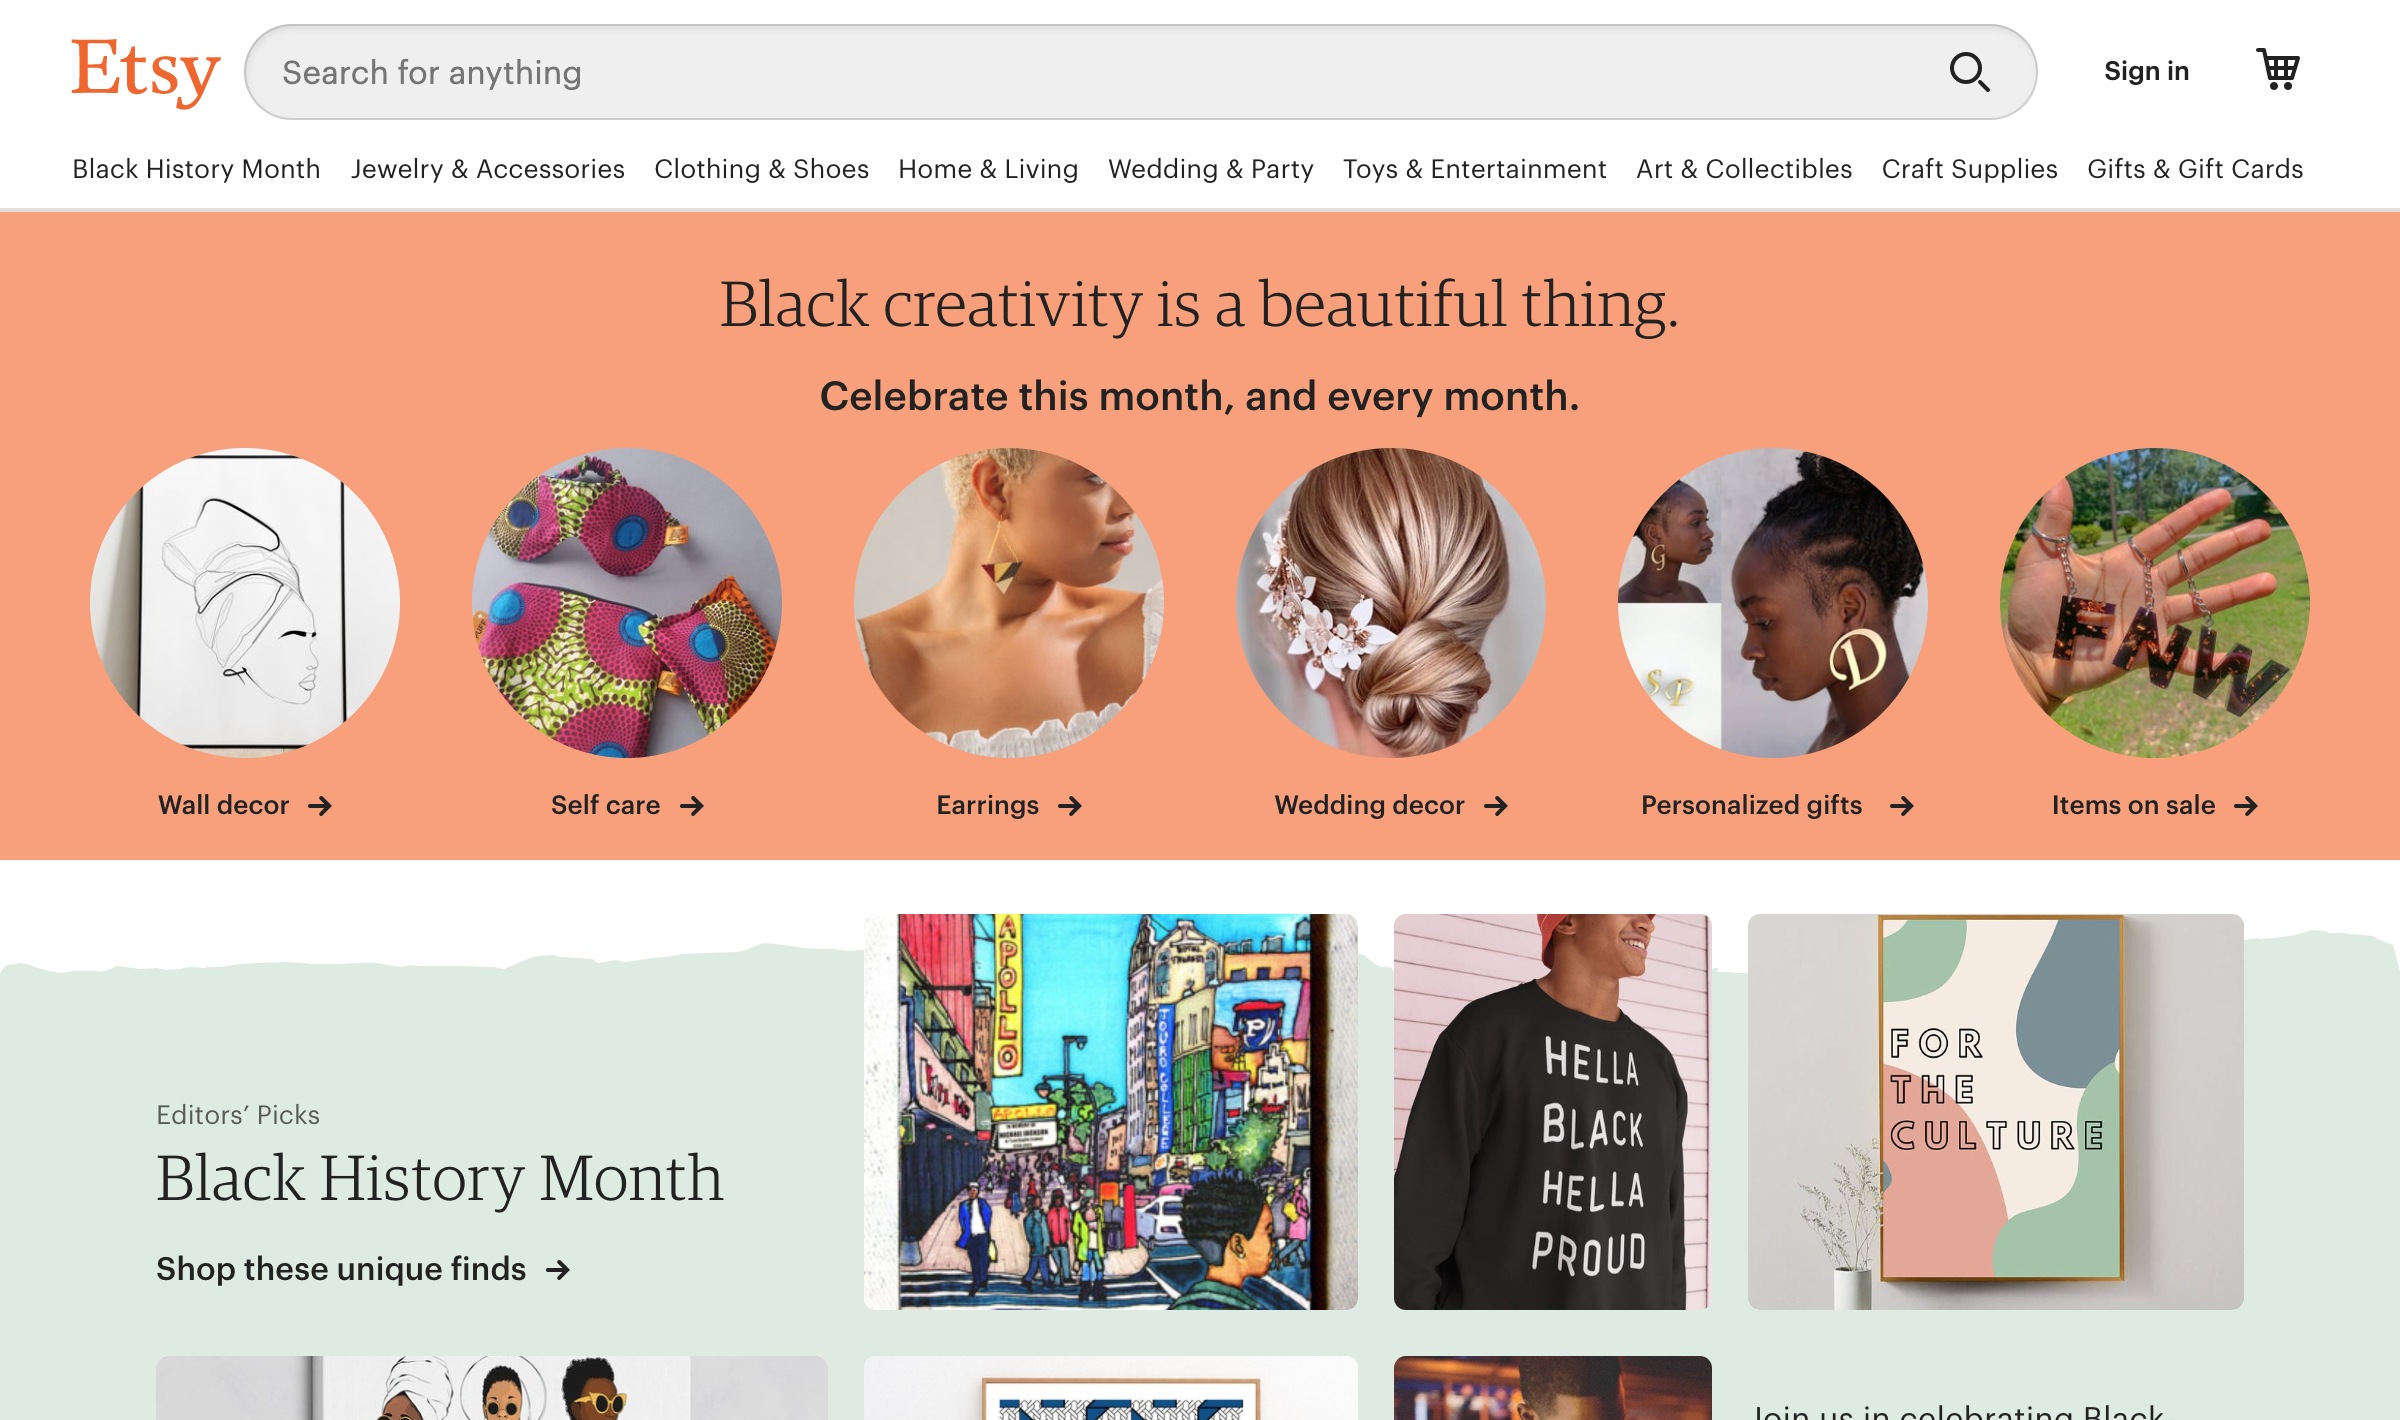 Etsy
Search for anything
Sign in
Black History Month
Jewelry & Accessories
Clothing & Shoes
Home & Living
Wedding & Party
Toys & Entertainment
Art & Collectibles
Craft Supplies
Gifts & Gift Cards
Black creativity is a beautiful thing.
Celebrate this month, and every month.
G
D
S P
F N W
Wall decor
Self care
Earrings
Wedding decor
Personalized gifts
Items on sale
APOLLO
TOURO COLLEGE
APOLLO
HELLA
BLACK
HELLA
PROUD
FOR
THE
CULTURE
Editors’ Picks
Black History Month
Shop these unique finds
Join us in celebrating Black